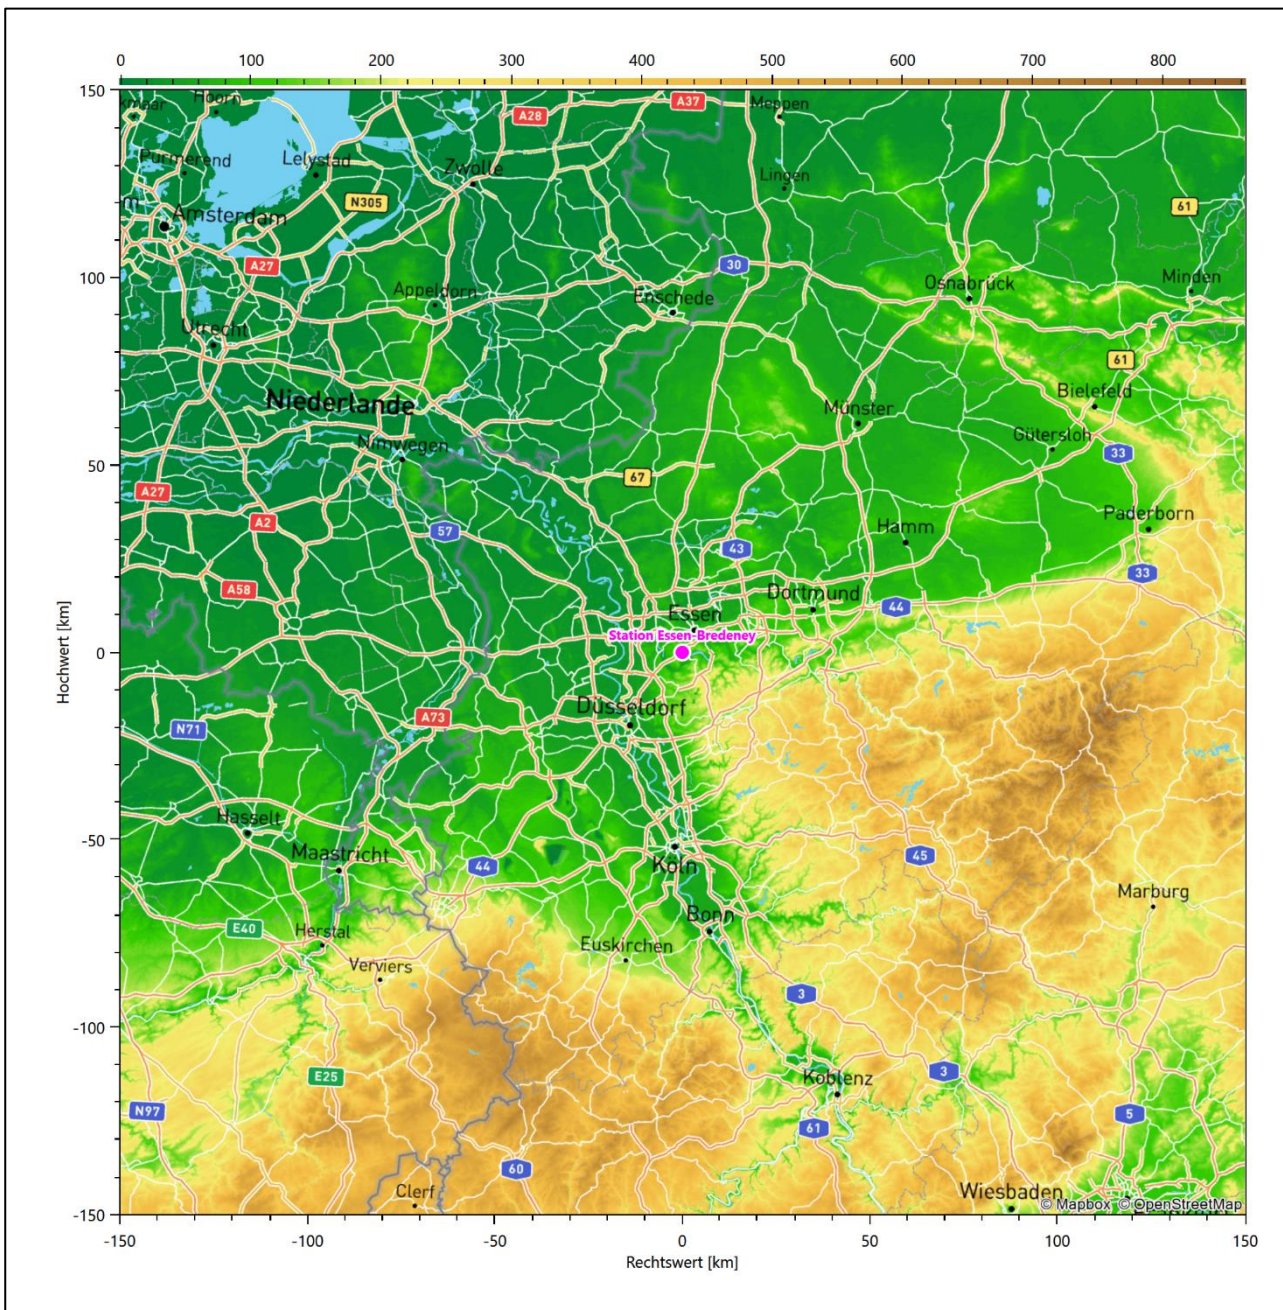 0 100 200 300 400 500 600 700 800
150
kmaar Hoorn A28 A37 Meppen
Purmerend Lelystad Zwolle Lingen
m N305 61
Amsterdam
A27 30
100
Appeldorn Enschede Osnabrück Minden
Utrecht
61
Niederlande Münster Bielefeld
Nimwegen Gütersloh
50
33
A27 67
A2 57 Hamm Paderborn
43
A58 Dortmund 33
Essen 44
Station Essen-Bredeney
0
Hochwert [km]
Düsseldorf
N71 A73
-50
Hasselt
Maastricht 44 Köln 45
Marburg
E40 Herstal Bonn
Verviers Euskirchen
3
-100
E25 Koblenz 3
N97 61 5
60
Clerf Wiesbaden
© Mapbox © OpenStreetMap
-150
-150 -100 -50 0 50 100 150
Rechtswert [km]